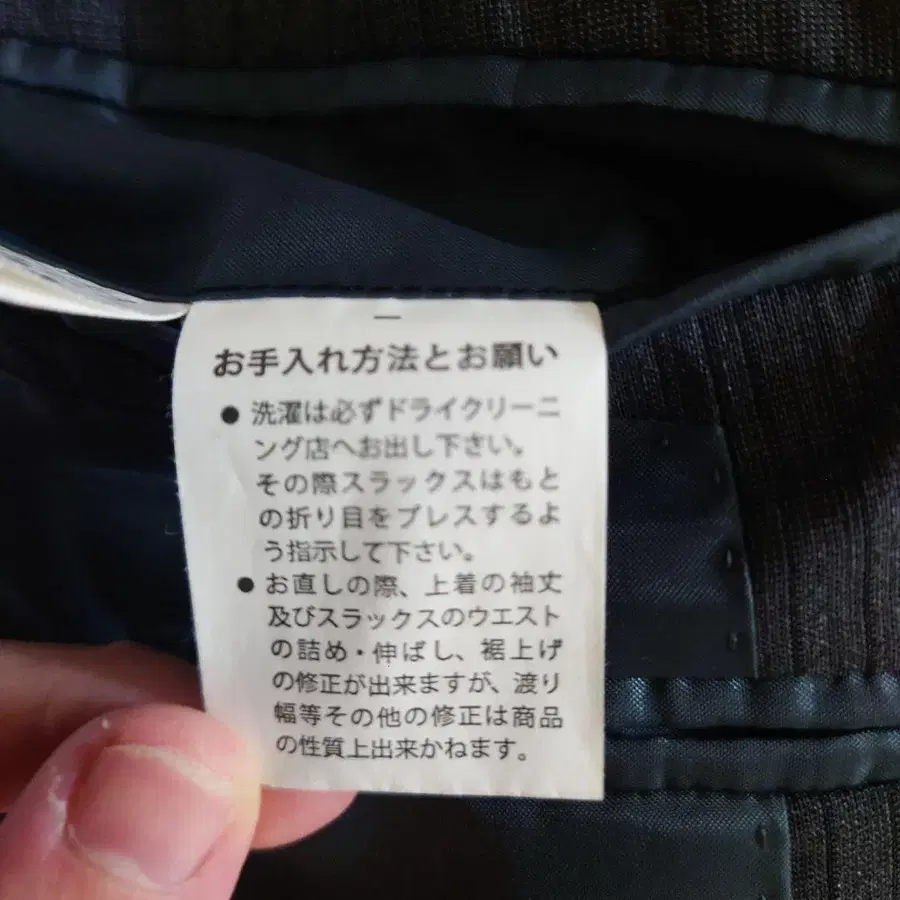 お手入れ方法とお願い
● 洗濯は必ずドライクリーニ
ング店へお出し下さい。
その際スラックスはもと
の折り目をプレスするよ
う指示して下さい。
● お直しの際、上着の袖丈
及びスラックスのウエスト
の詰め・伸ばし、裾上げ
の修正が出来ますが、渡り
幅等その他の修正は商品
の性質上出来かねます。